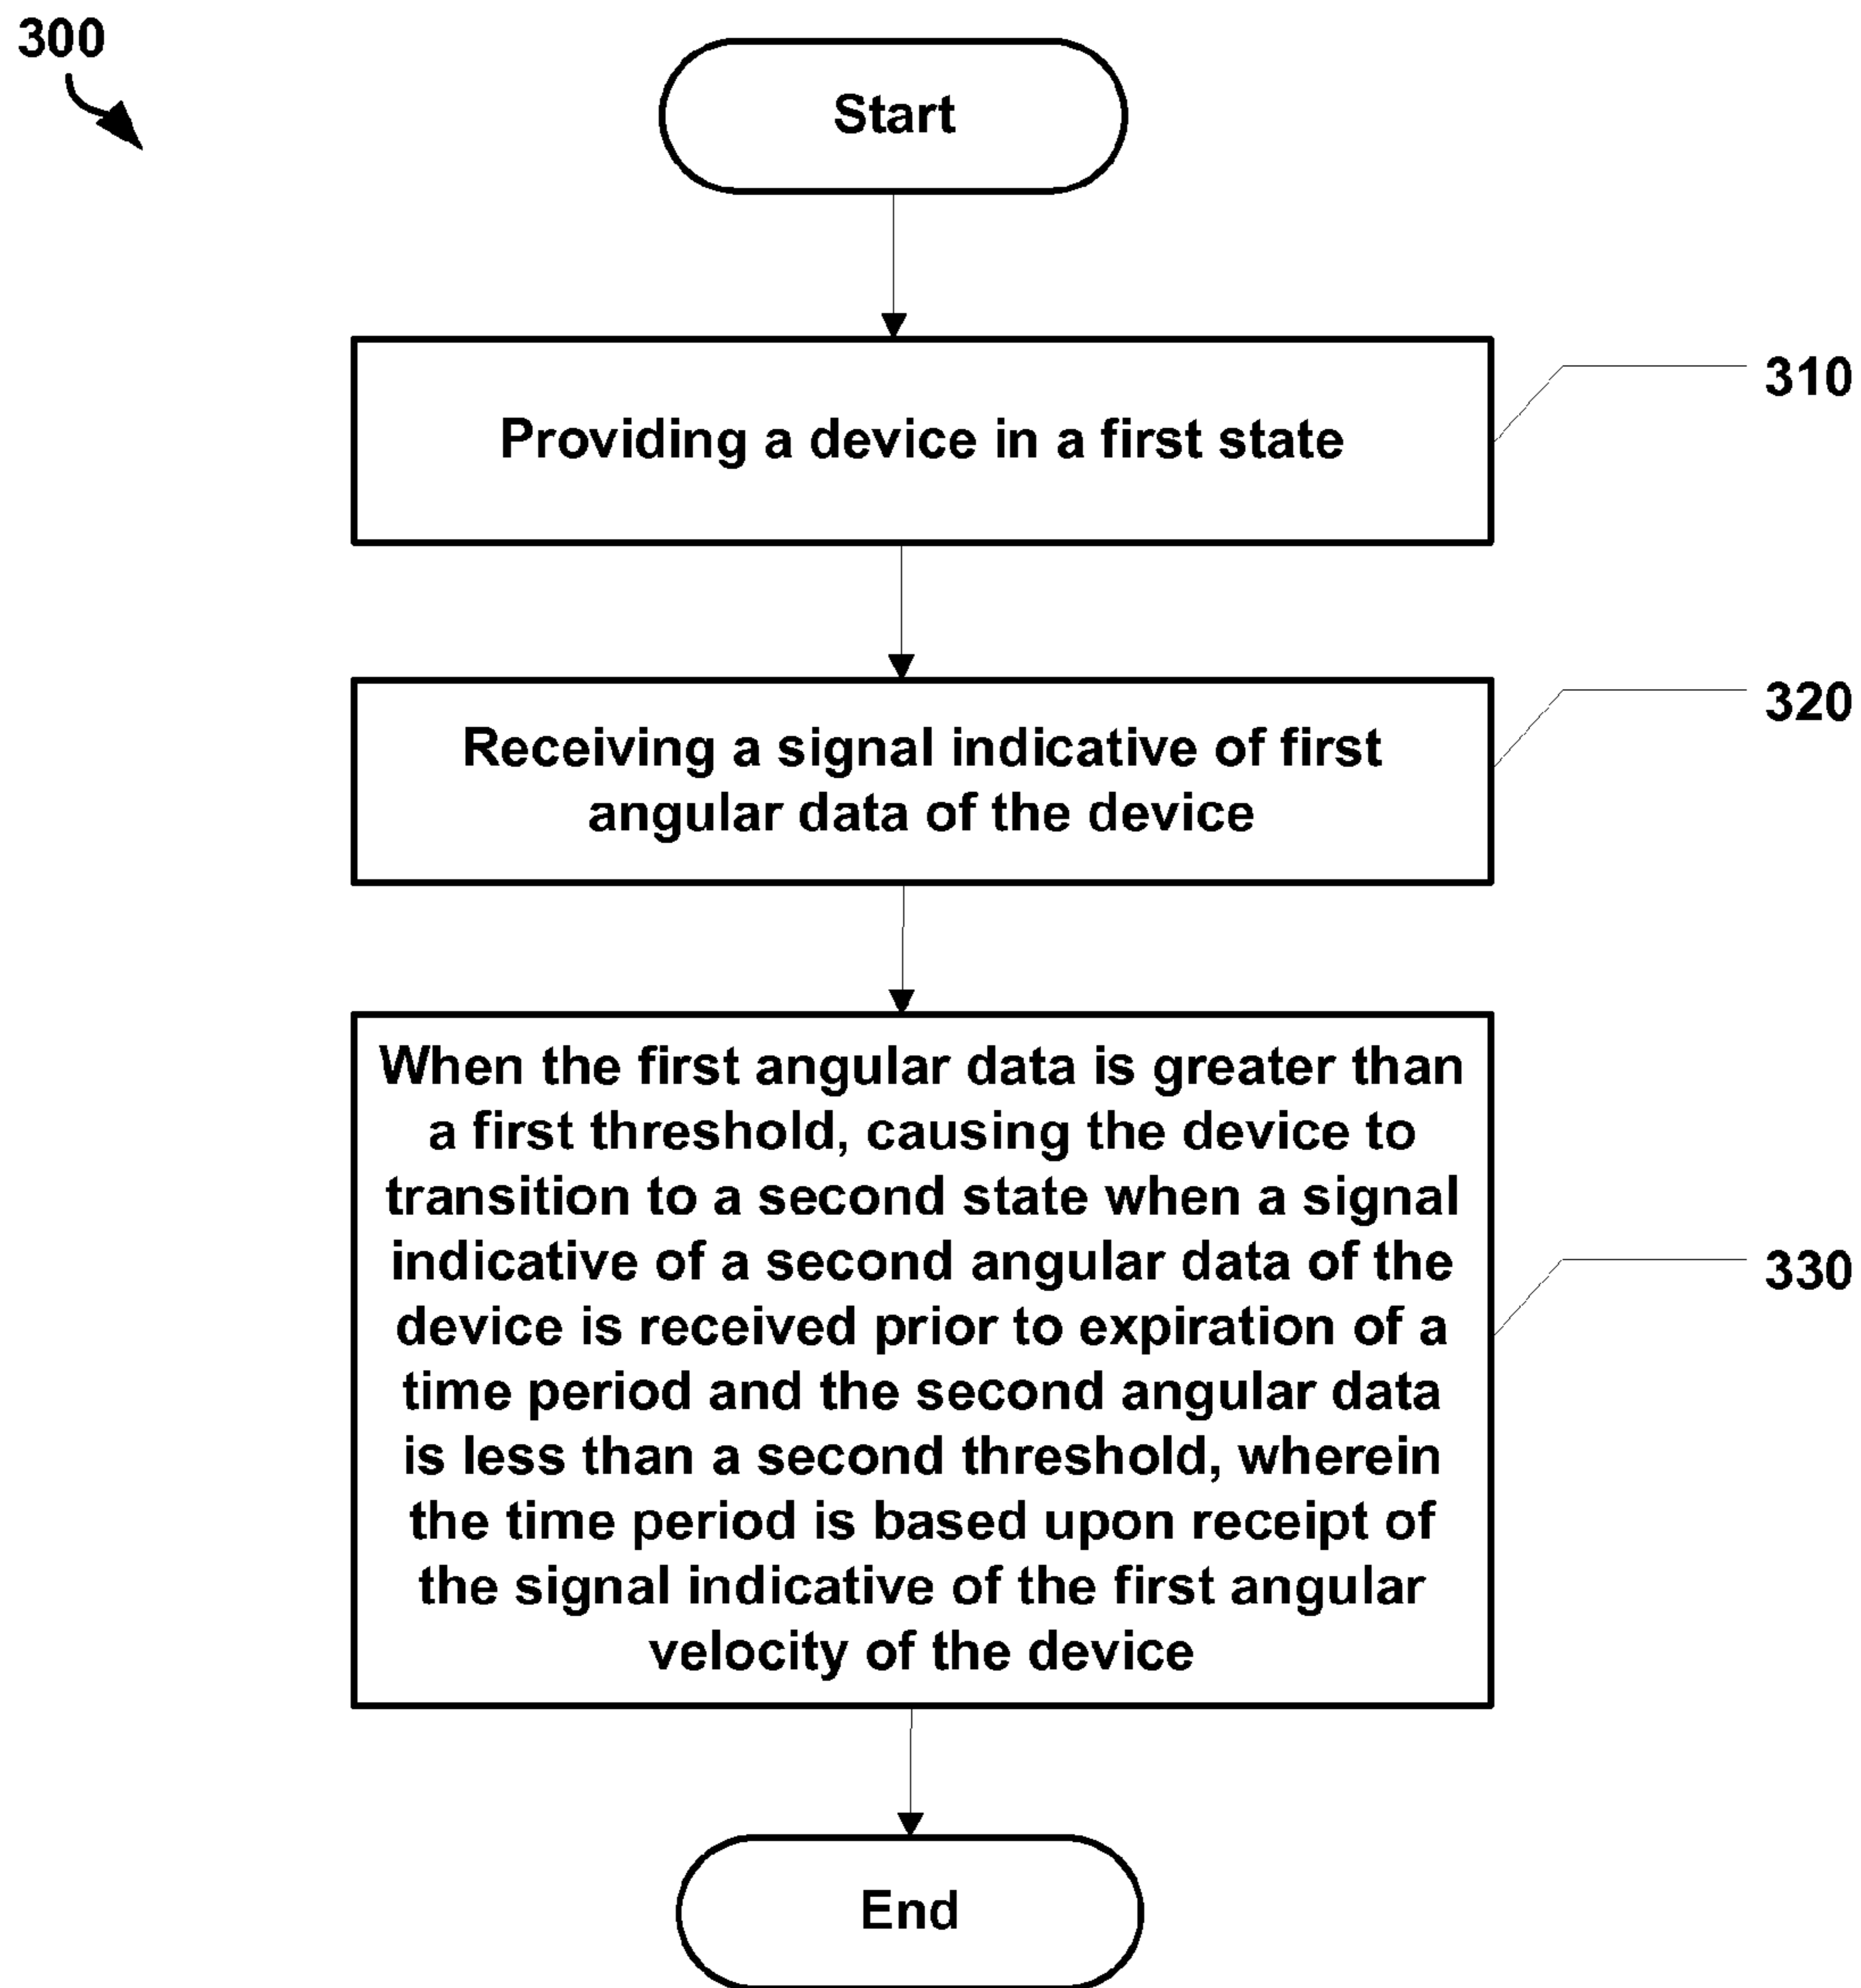 300
Start
Providing a device in a first state
310
Receiving a signal indicative of first
angular data of the device
320
When the first angular data is greater than
a first threshold, causing the device to
transition to a second state when a signal
indicative of a second angular data of the
device is received prior to expiration of a
time period and the second angular data
is less than a second threshold, wherein
the time period is based upon receipt of
the signal indicative of the first angular
velocity of the device
330
End